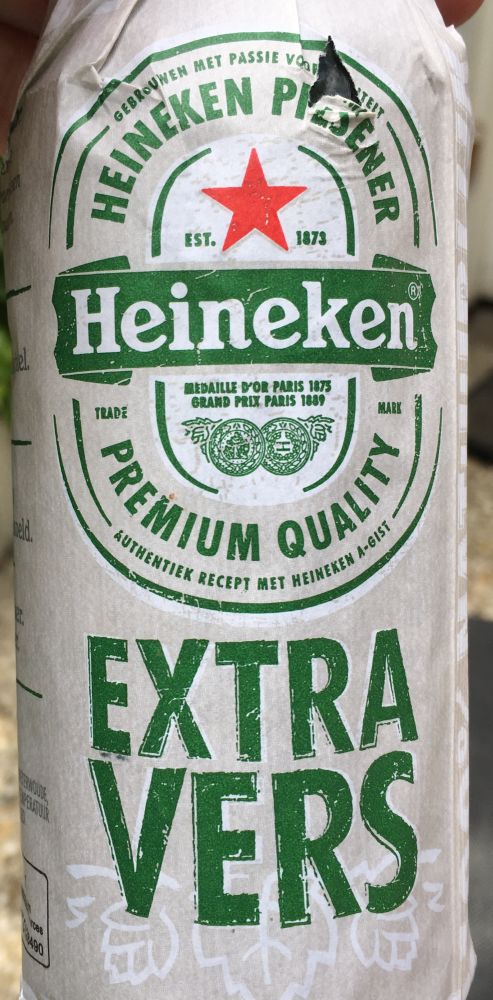 GEBROUWEN MET PASSIE VOOR
HEINEKEN PILSENER
EST. 1873
Heineken®
MEDAILLE D'OR PARIS 1875
GRAND PRIX PARIS 1889
TRADE MARK
PREMIUM QUALITY
AUTHENTIEK RECEPT MET HEINEKEN A-GIST
EXTRA
VERS